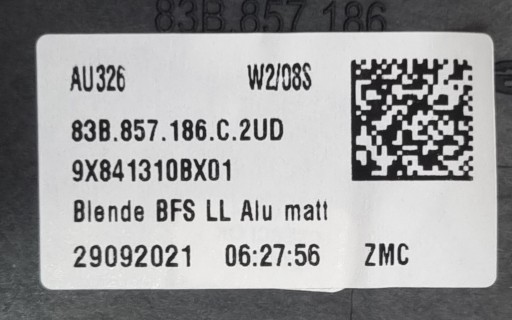 83B.857.186
AU326 W2/08S
83B.857.186.C.2UD
9X841310BX01
Blende BFS LL Alu matt
29092021 06:27:56 ZMC